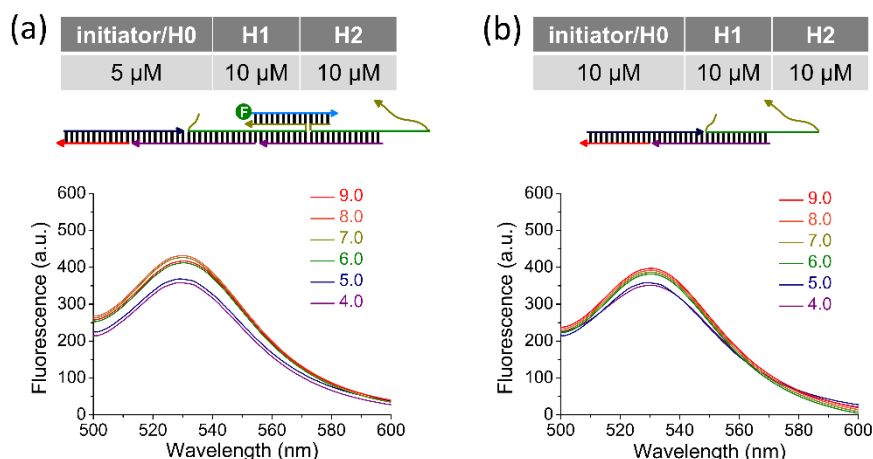 (a)
initiator/H0 H1 H2
5 μM 10 μM 10 μM
F
600
500
400
300
200
100
0
Fluorescence (a.u.)
9.0
8.0
7.0
6.0
5.0
4.0
500 520 540 560 580 600
Wavelength (nm)
(b)
initiator/H0 H1 H2
10 μM 10 μM 10 μM
600
500
400
300
200
100
0
Fluorescence (a.u.)
9.0
8.0
7.0
6.0
5.0
4.0
500 520 540 560 580 600
Wavelength (nm)